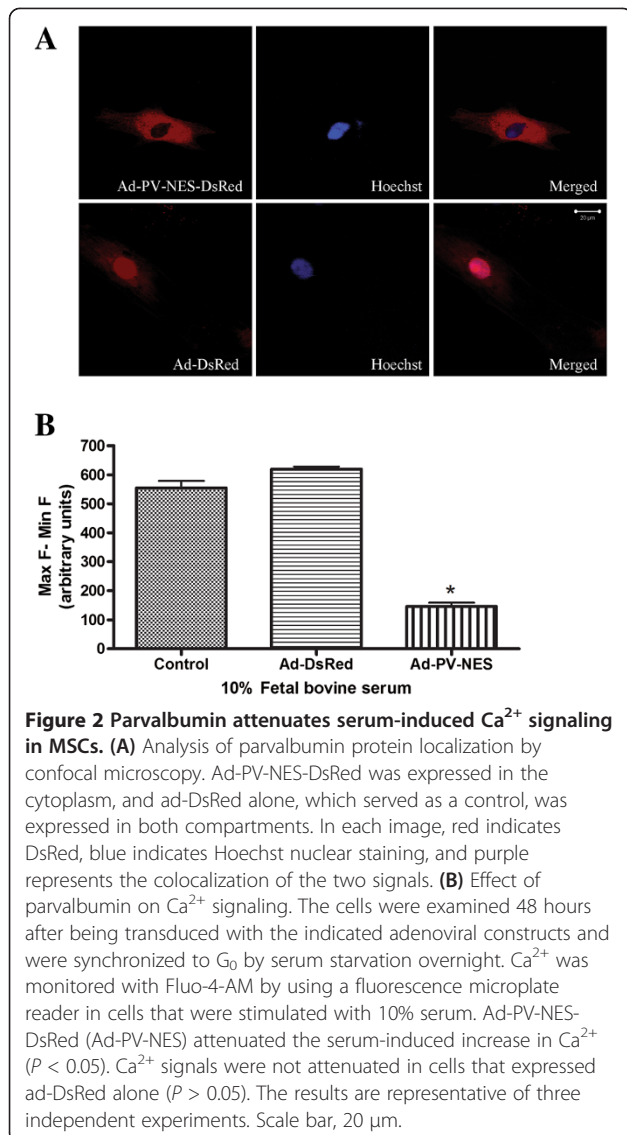 A
Ad-PV-NES-DsRed
Hoechst
Merged
20 µm
Ad-DsRed
Hoechst
Merged
B
Max F- Min F
(arbitrary units)
700
600
500
400
300
200
100
0
*
Control
Ad-DsRed
Ad-PV-NES
10% Fetal bovine serum
Figure 2 Parvalbumin attenuates serum-induced Ca²⁺ signaling
in MSCs. (A) Analysis of parvalbumin protein localization by
confocal microscopy. Ad-PV-NES-DsRed was expressed in the
cytoplasm, and ad-DsRed alone, which served as a control, was
expressed in both compartments. In each image, red indicates
DsRed, blue indicates Hoechst nuclear staining, and purple
represents the colocalization of the two signals. (B) Effect of
parvalbumin on Ca²⁺ signaling. The cells were examined 48 hours
after being transduced with the indicated adenoviral constructs and
were synchronized to G₀ by serum starvation overnight. Ca²⁺ was
monitored with Fluo-4-AM by using a fluorescence microplate
reader in cells that were stimulated with 10% serum. Ad-PV-NES-
DsRed (Ad-PV-NES) attenuated the serum-induced increase in Ca²⁺
(P < 0.05). Ca²⁺ signals were not attenuated in cells that expressed
ad-DsRed alone (P > 0.05). The results are representative of three
independent experiments. Scale bar, 20 μm.